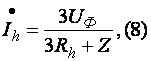 İ_h = 3U_Ф / (3R_h + Z), (8)